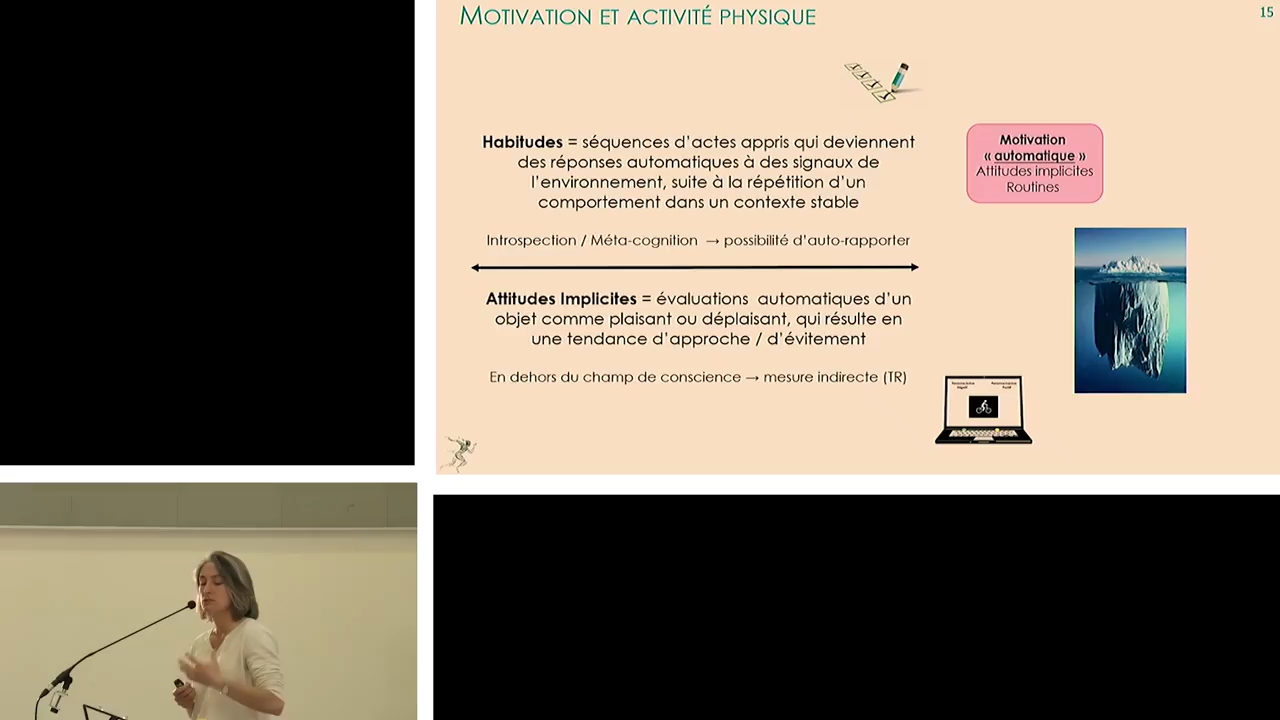 MOTIVATION ET ACTIVITÉ PHYSIQUE
15
Habitudes = séquences d'actes appris qui deviennent
des réponses automatiques à des signaux de
l'environnement, suite à la répétition d'un
comportement dans un contexte stable
Introspection / Méta-cognition → possibilité d'auto-rapporter
Attitudes Implicites = évaluations automatiques d'un
objet comme plaisant ou déplaisant, qui résulte en
une tendance d'approche / d'évitement
En dehors du champ de conscience → mesure indirecte (TR)
Motivation
« automatique »
Attitudes implicites
Routines